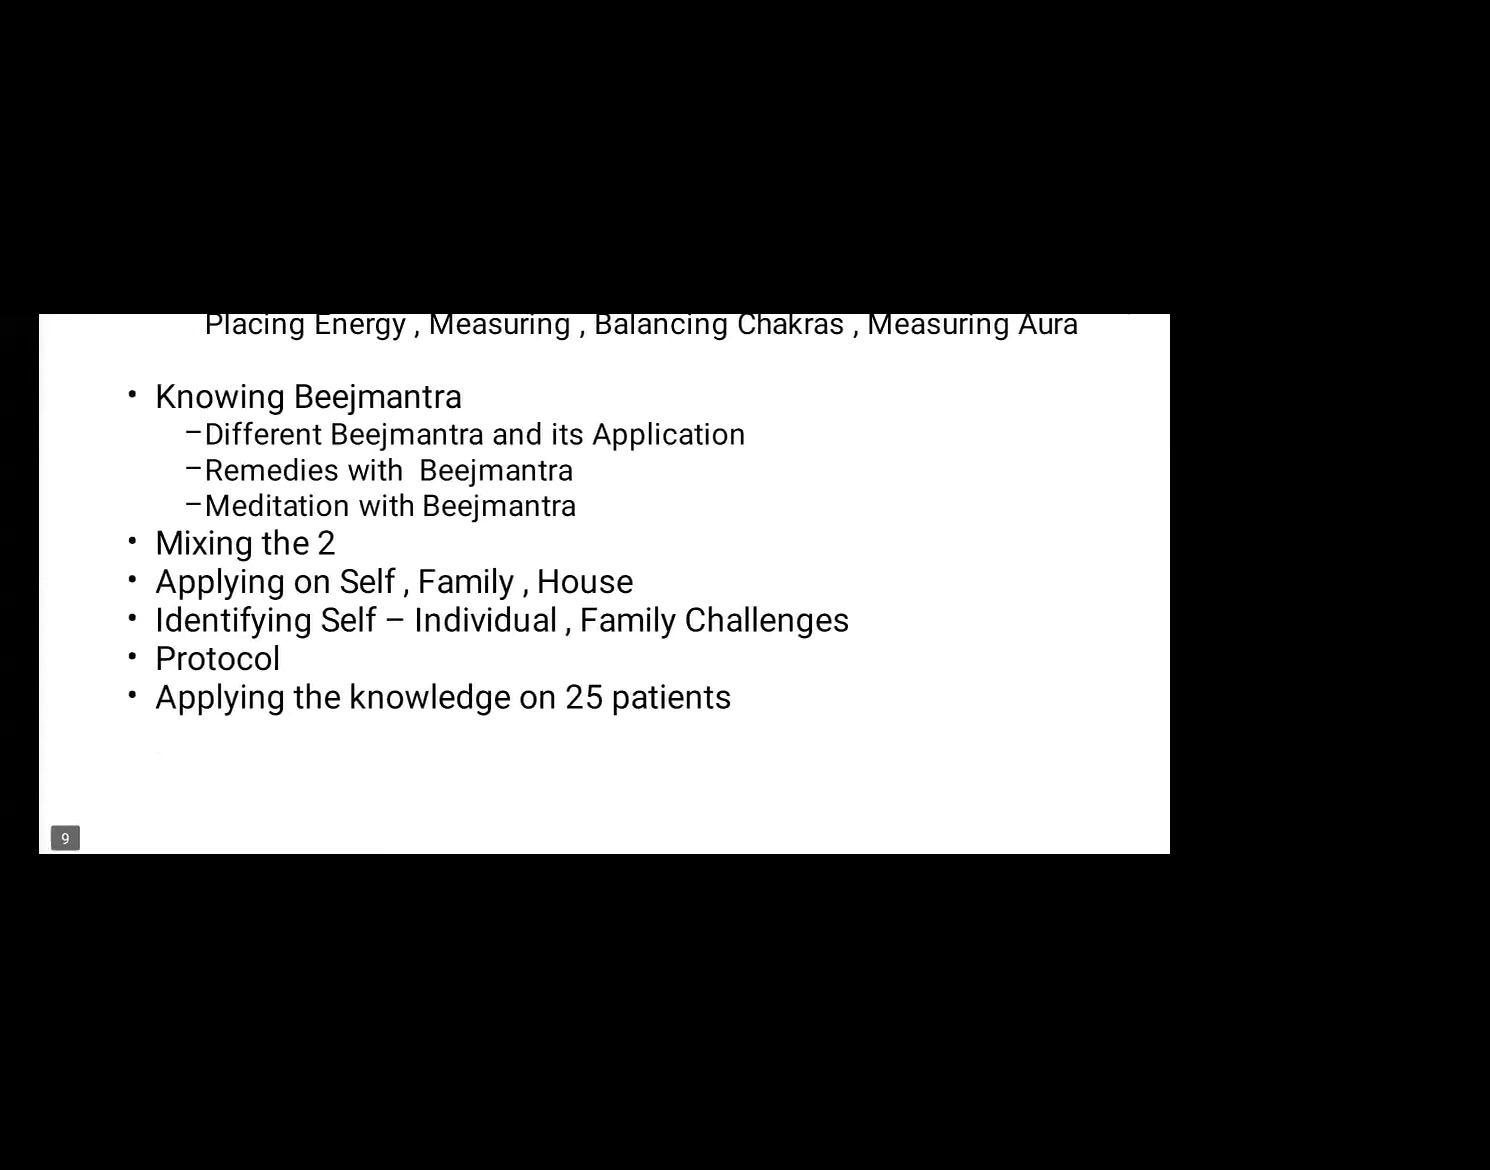 Placing Energy , Measuring , Balancing Chakras , Measuring Aura
• Knowing Beejmantra
–Different Beejmantra and its Application
–Remedies with  Beejmantra
–Meditation with Beejmantra
• Mixing the 2
• Applying on Self , Family , House
• Identifying Self – Individual , Family Challenges
• Protocol
• Applying the knowledge on 25 patients
9